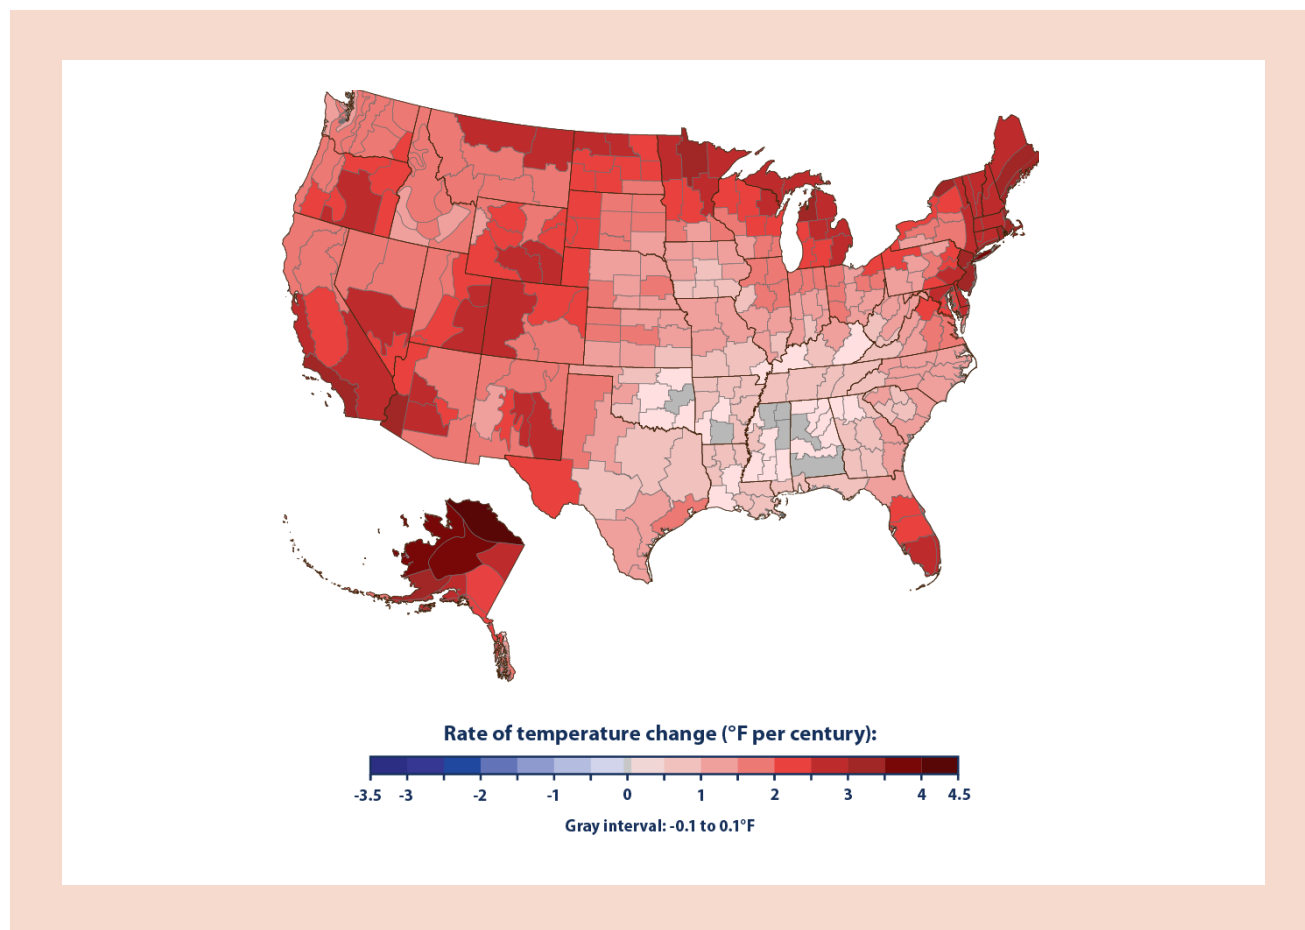 Rate of temperature change (°F per century):
-3.5 -3 -2 -1 0 1 2 3 4 4.5
Gray interval: -0.1 to 0.1°F